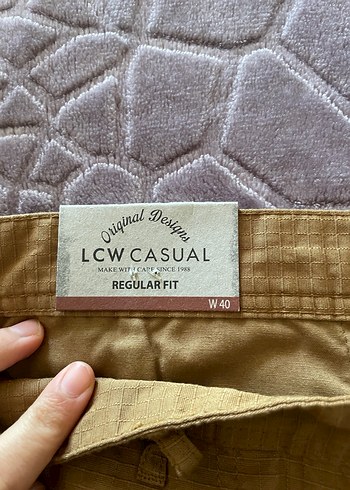 Original Designs
LCW CASUAL
MAKE WITH CARE SINCE 1988
REGULAR FIT
W 40